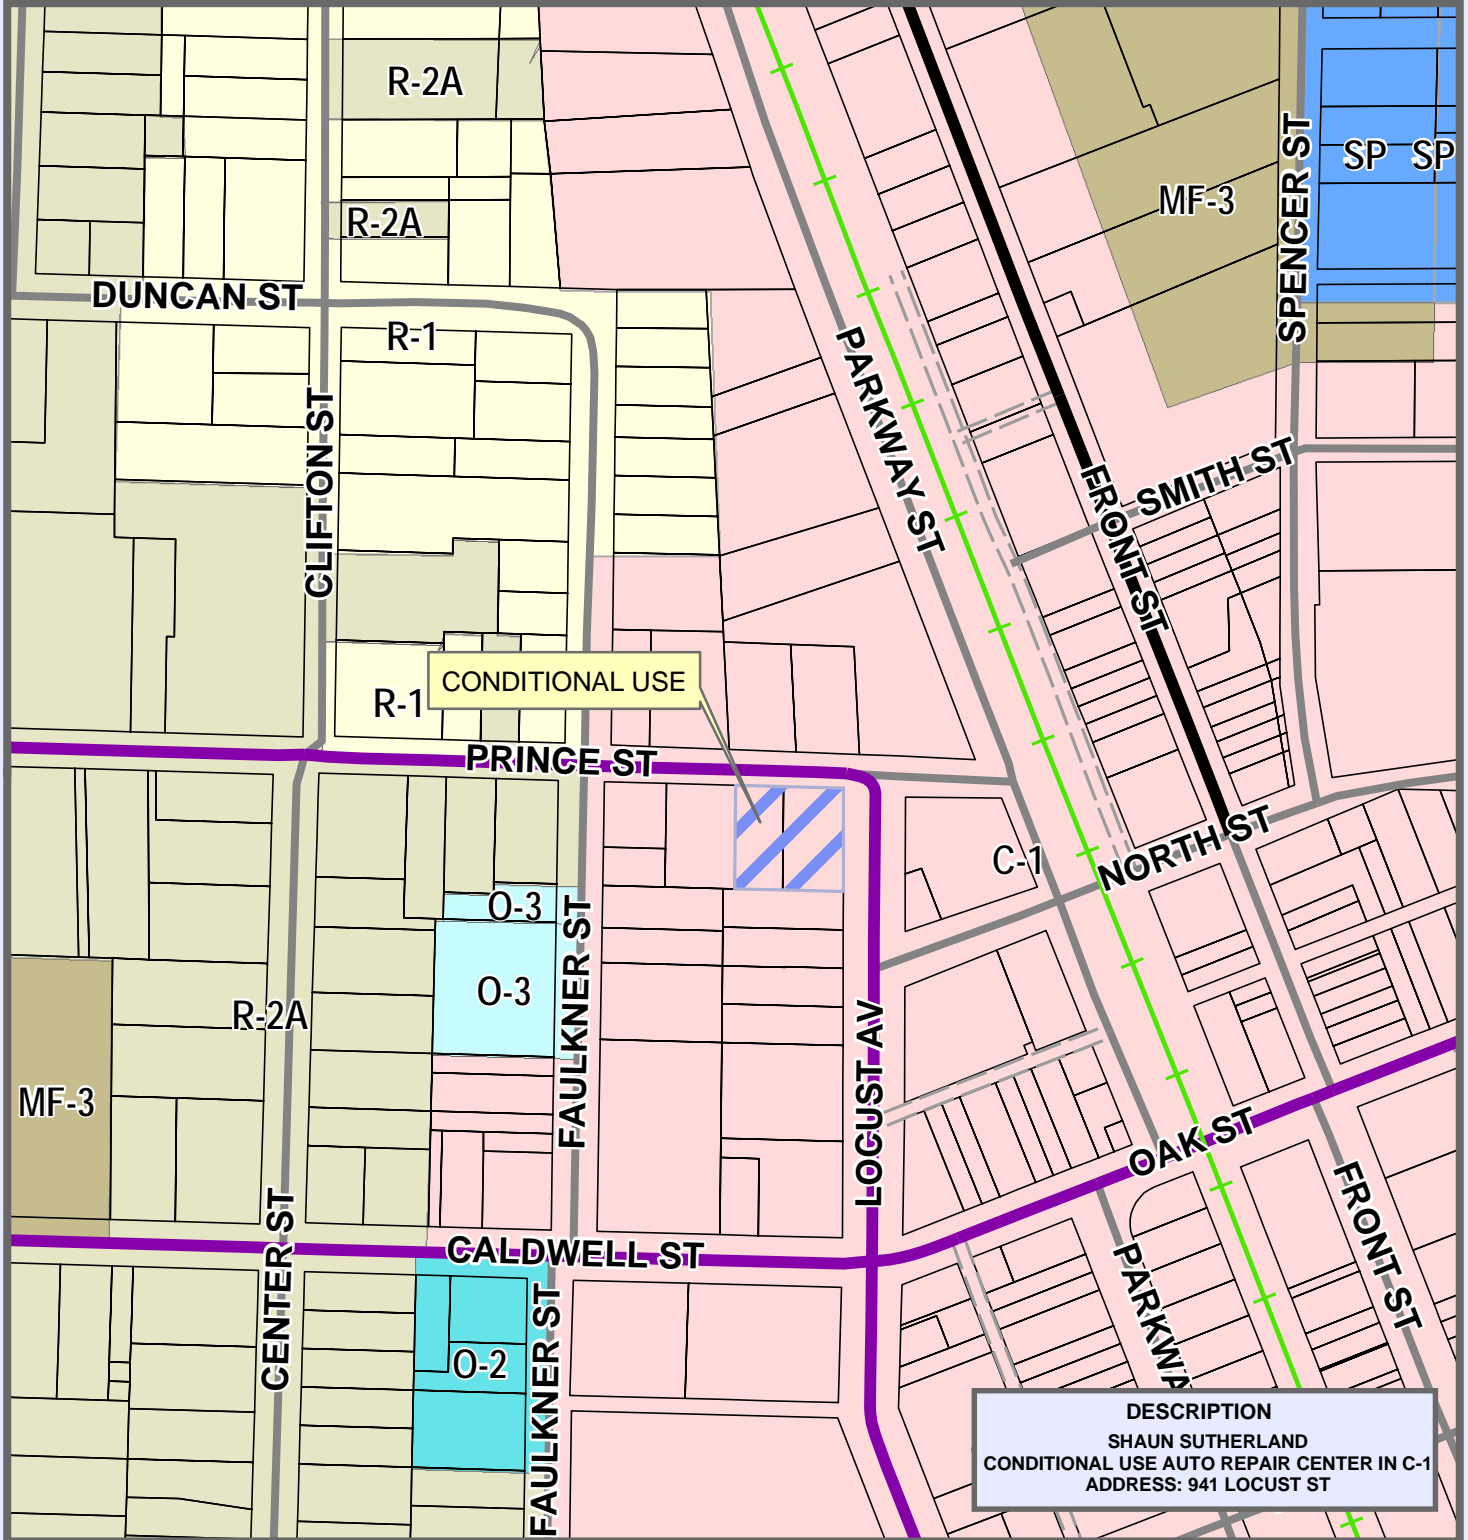 R-2A
SPENCER ST
SP
SP
MF-3
R-2A
DUNCAN ST
R-1
PARKWAY ST
CLIFTON ST
SMITH ST
FRONT ST
CONDITIONAL USE
R-1
PRINCE ST
NORTH ST
C-1
O-3
FAULKNER ST
O-3
R-2A
LOCUST AV
MF-3
OAK ST
CENTER ST
CALDWELL ST
FRONT ST
PARKWA
FAULKNER ST
O-2
DESCRIPTION
SHAUN SUTHERLAND
CONDITIONAL USE AUTO REPAIR CENTER IN C-1
ADDRESS: 941 LOCUST ST